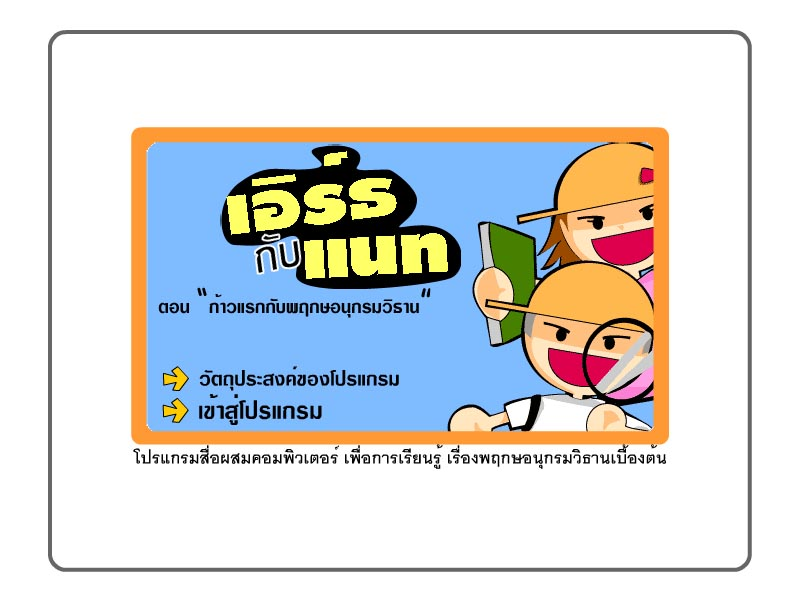 เอิร์ธ
กับ
แนท
ตอน "ก้าวแรกกับพฤกษอนุกรมวิธาน"
วัตถุประสงค์ของโปรแกรม
เข้าสู่โปรแกรม
โปรแกรมสื่อผสมคอมพิวเตอร์ เพื่อการเรียนรู้ เรื่องพฤกษอนุกรมวิธานเบื้องต้น